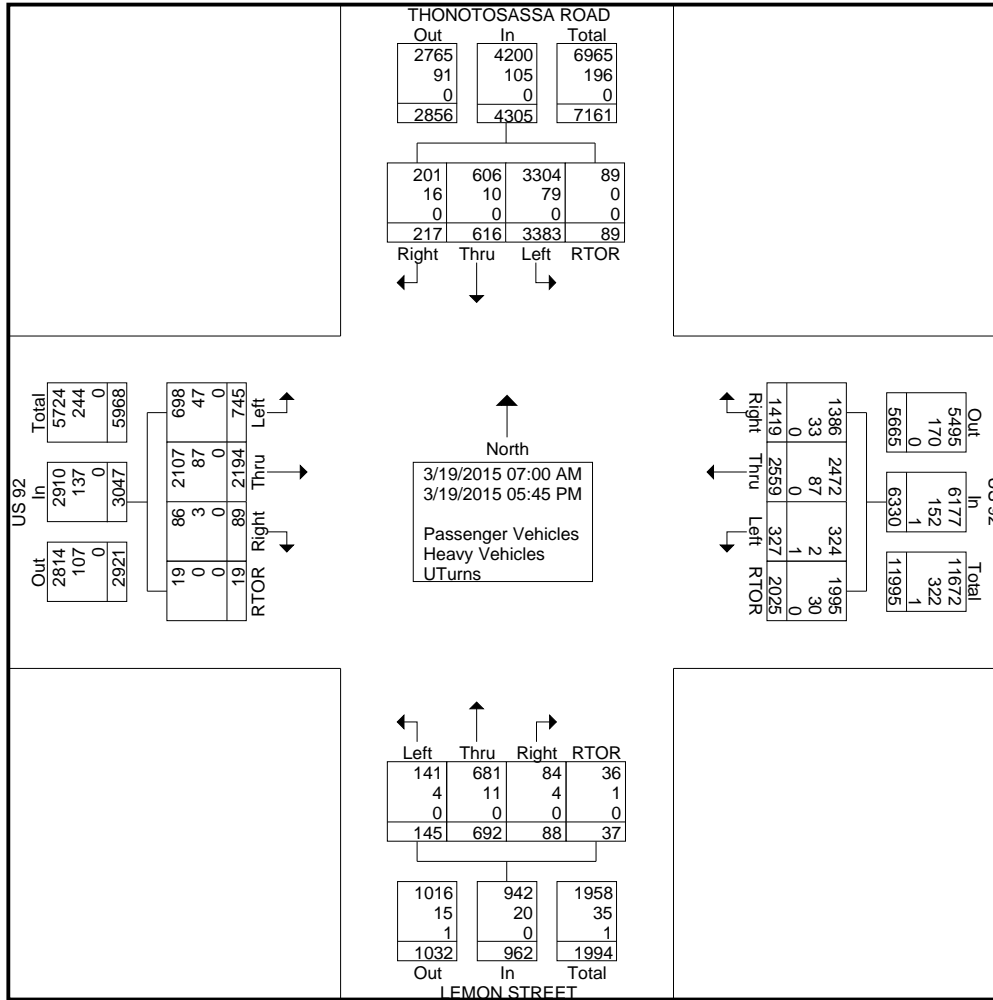 THONOTOSASSA ROAD
Out In Total
2765 4200 6965
91 105 196
0 0 0
2856 4305 7161
201 606 3304 89
16 10 79 0
0 0 0 0
217 616 3383 89
Right Thru Left RTOR
US 92
Total In Out
5724 2910 2814
244 137 107
0 0 0
5968 3047 2921
698 2107 86 19
47 87 3 0
0 0 0 0
745 2194 89 19
Left Thru Right RTOR
North
3/19/2015 07:00 AM
3/19/2015 05:45 PM
Passenger Vehicles
Heavy Vehicles
UTurns
Right Thru Left RTOR
1386 2472 324 1995
33 87 2 30
0 0 1 0
1419 2559 327 2025
US 92
Out In Total
5495 6177 11672
170 152 322
0 1 1
5665 6330 11995
Left Thru Right RTOR
141 681 84 36
4 11 4 1
0 0 0 0
145 692 88 37
1016 942 1958
15 20 35
1 0 1
1032 962 1994
Out In Total
LEMON STREET